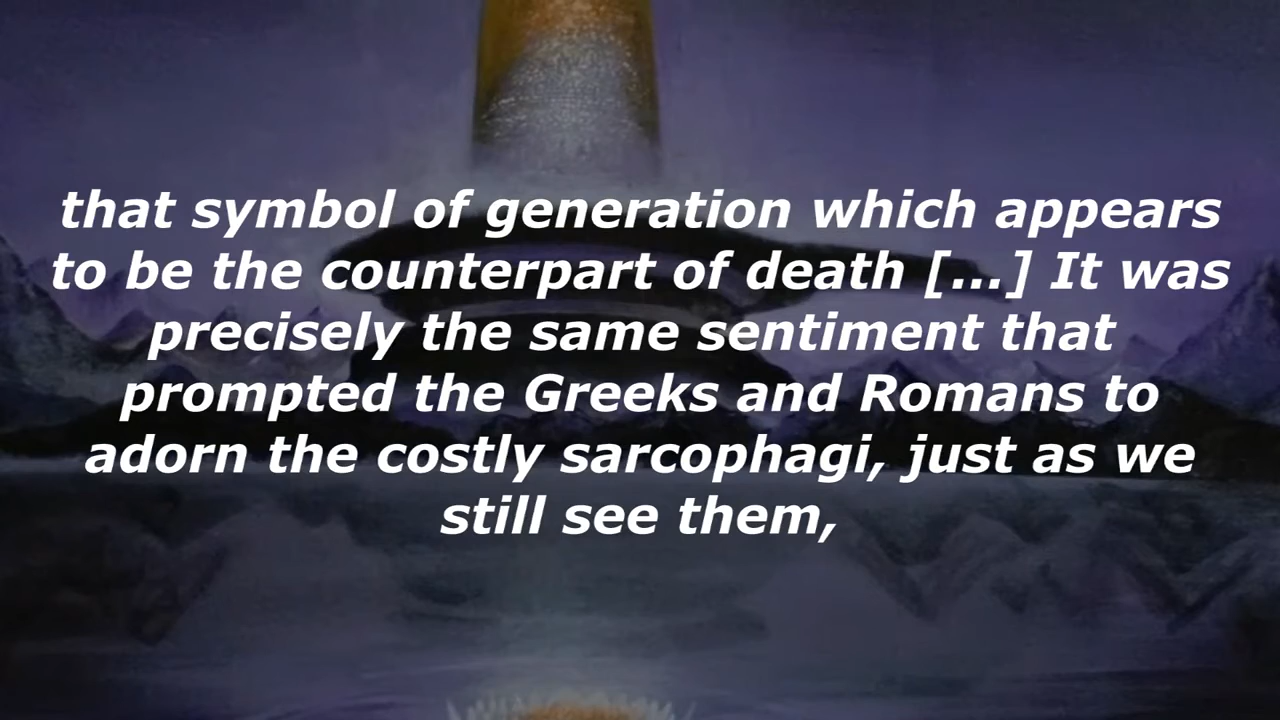 that symbol of generation which appears
to be the counterpart of death [...] It was
precisely the same sentiment that
prompted the Greeks and Romans to
adorn the costly sarcophagi, just as we
still see them,